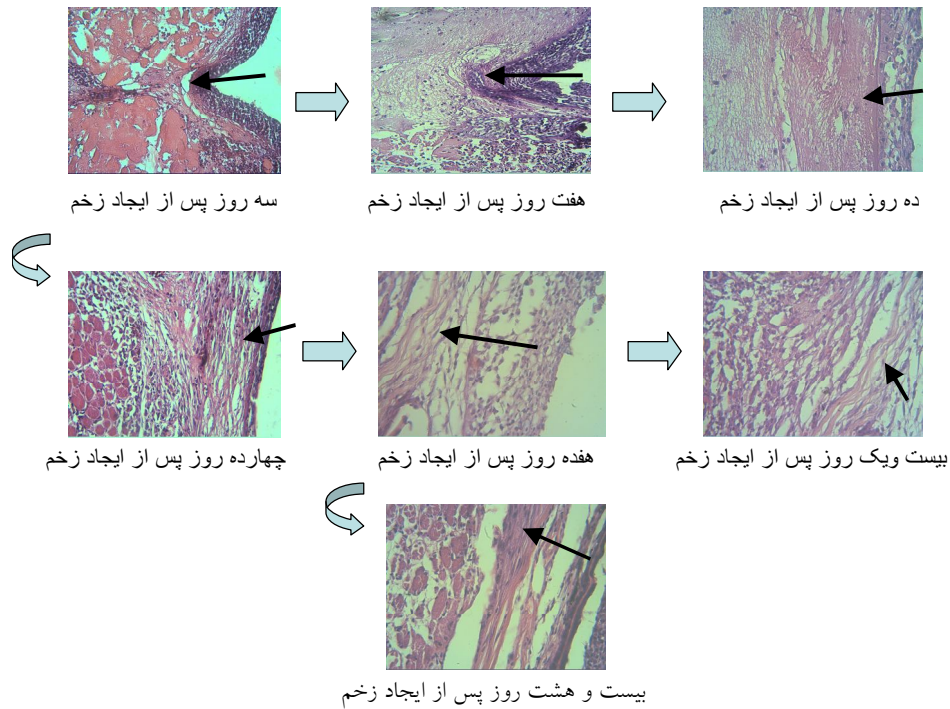 سه روز پس از ایجاد زخم
هفت روز پس از ایجاد زخم
ده روز پس از ایجاد زخم
چهارده روز پس از ایجاد زخم
هفده روز پس از ایجاد زخم
بیست ویک روز پس از ایجاد زخم
بیست و هشت روز پس از ایجاد زخم